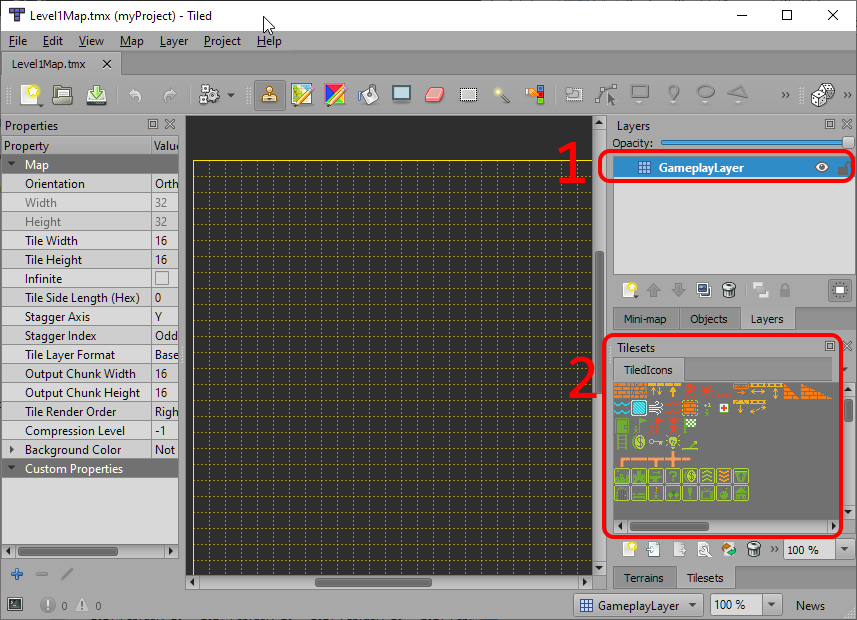 Level1Map.tmx (myProject) - Tiled
File Edit View Map Layer Project Help
Level1Map.tmx
Properties
Property Value
Map
Orientation Orth
Width 32
Height 32
Tile Width 16
Tile Height 16
Infinite
Tile Side Length (Hex) 0
Stagger Axis Y
Stagger Index Odd
Tile Layer Format Base
Output Chunk Width 16
Output Chunk Height 16
Tile Render Order Righ
Compression Level -1
Background Color Not
Custom Properties
0 0
Layers
Opacity:
1
GameplayLayer
Mini-map Objects Layers
2
Tilesets
TiledIcons
100 %
Terrains Tilesets
GameplayLayer 100 % News